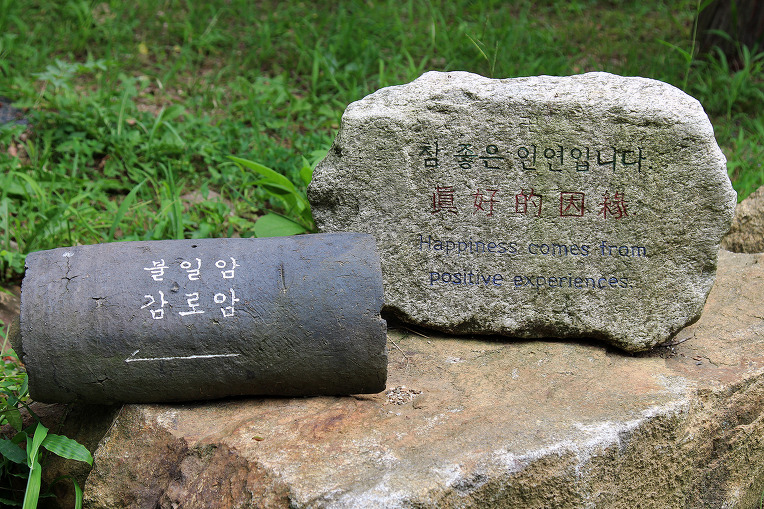 불일암
감로암
참 좋은 인연입니다.
眞好的因緣.
Happiness comes from
positive experiences.